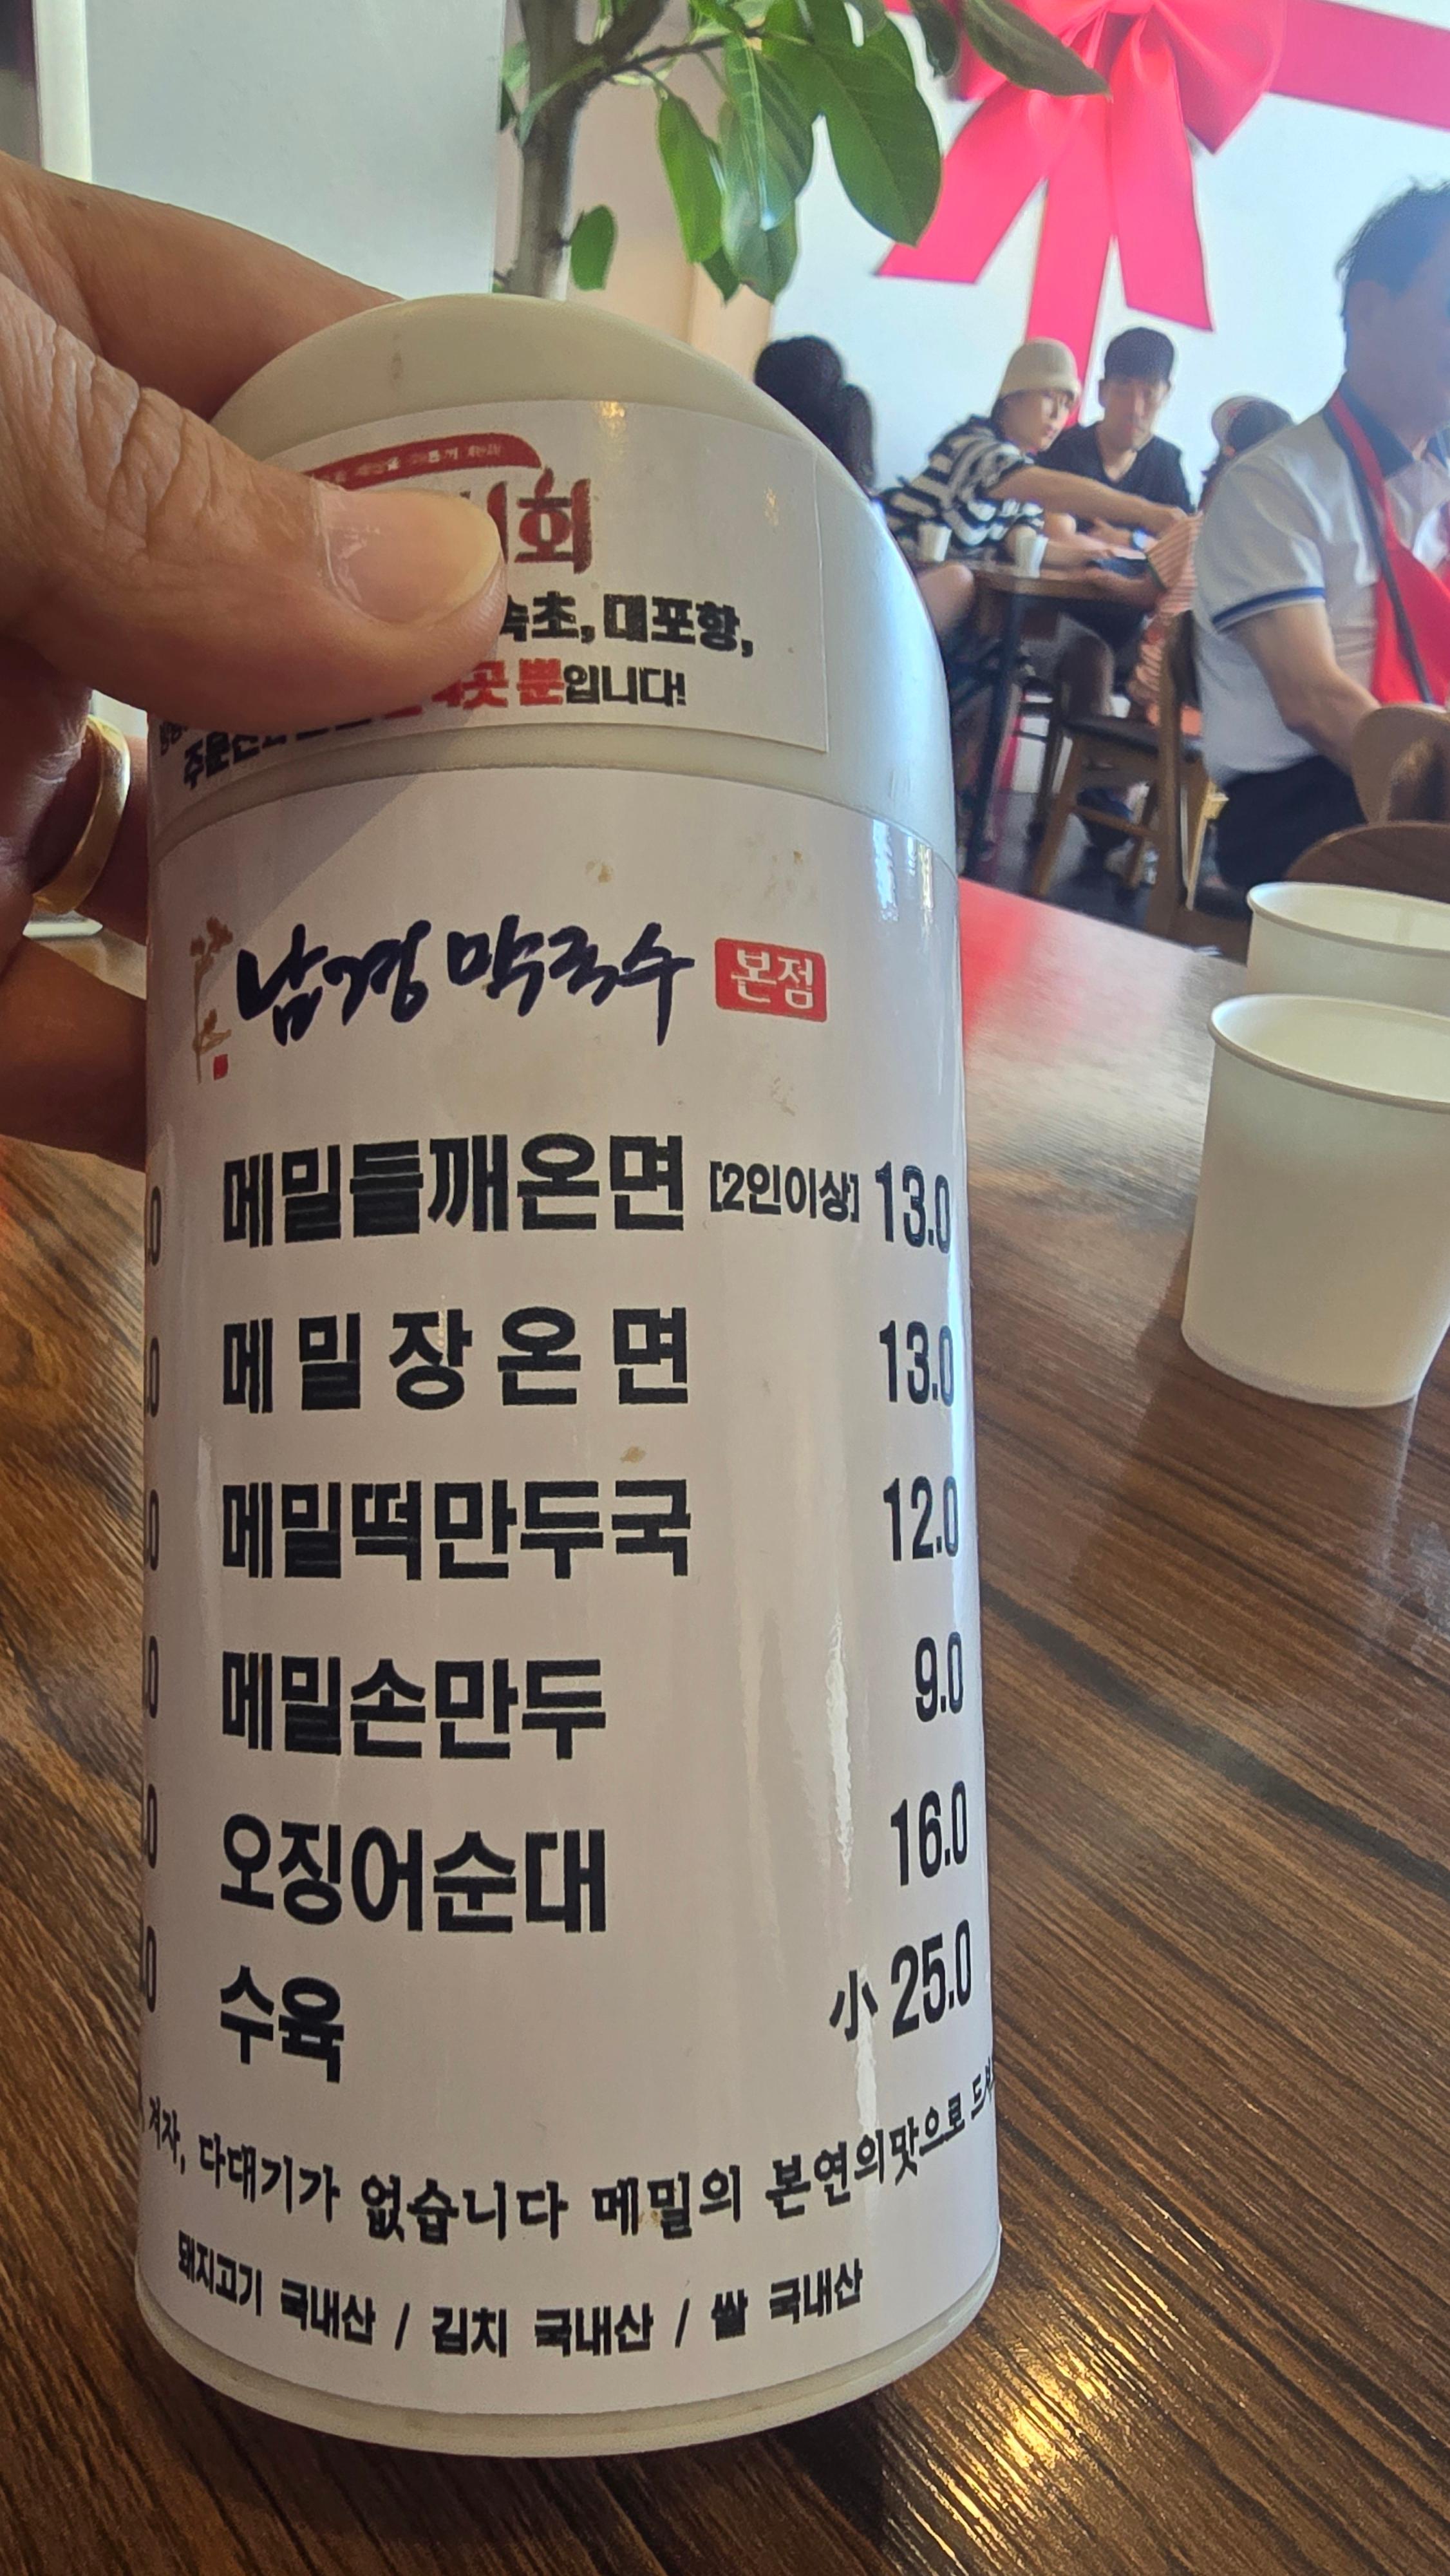 회
속초, 대포항,
곳 뿐입니다!
주문진
남경막국수 본점
메밀들깨온면 [2인이상] 13.0
메밀장온면 13.0
메밀떡만두국 12.0
메밀손만두 9.0
오징어순대 16.0
수육 小 25.0
겨자, 다대기가 없습니다 메밀의 본연의맛으로
돼지고기 국내산 / 김치 국내산 / 쌀 국내산